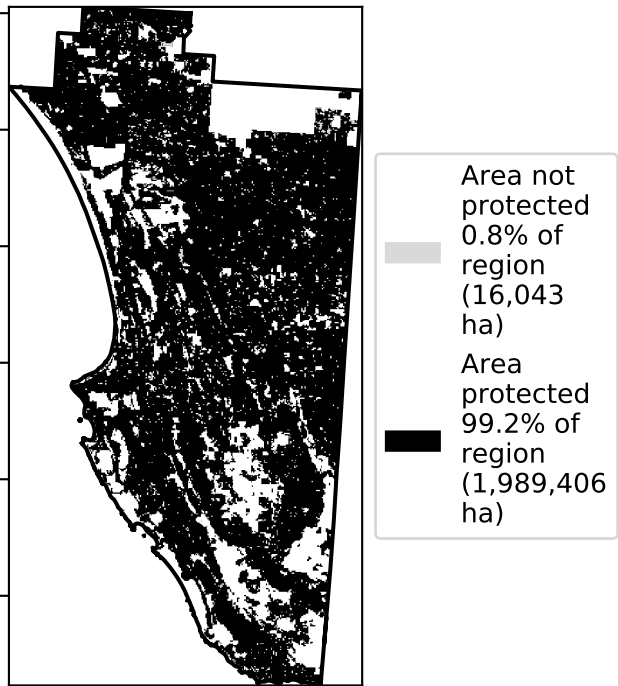 Area not
protected
0.8% of
region
(16,043
ha)
Area
protected
99.2% of
region
(1,989,406
ha)